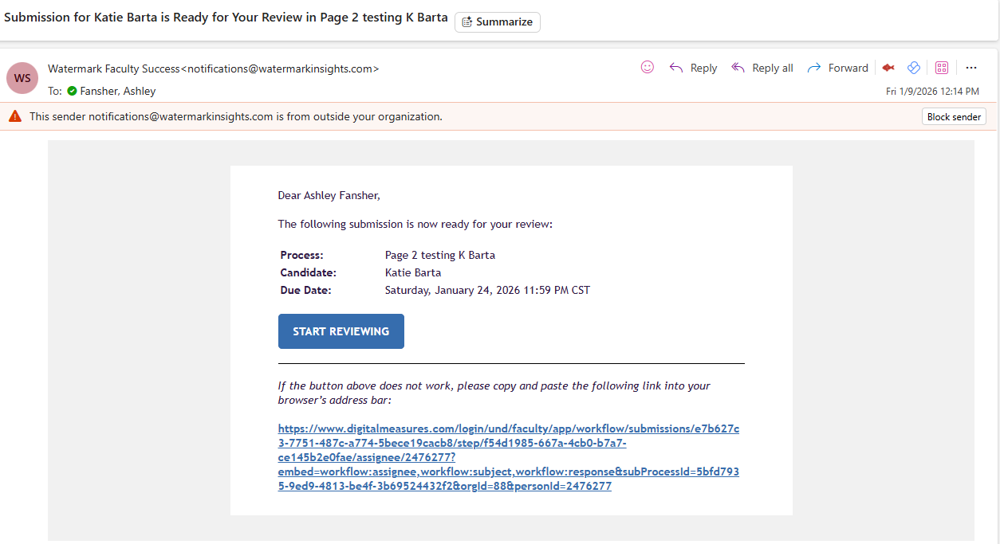 Submission for Katie Barta is Ready for Your Review in Page 2 testing K Barta
Summarize
WS
Watermark Faculty Success<notifications@watermarkinsights.com>
Reply
Reply all
Forward
To: Fansher, Ashley
Fri 1/9/2026 12:14 PM
This sender notifications@watermarkinsights.com is from outside your organization.
Block sender
Dear Ashley Fansher,
The following submission is now ready for your review:
Process: Page 2 testing K Barta
Candidate: Katie Barta
Due Date: Saturday, January 24, 2026 11:59 PM CST
START REVIEWING
If the button above does not work, please copy and paste the following link into your
browser’s address bar:
https://www.digitalmeasures.com/login/und/faculty/app/workflow/submissions/e7b627c
3-7751-487c-a774-5bece19cacb8/step/f54d1985-667a-4cb0-b7a7-
ce145b2e0fae/assignee/2476277?
embed=workflow:assignee,workflow:subject,workflow:response&subProcessId=5bfd793
5-9ed9-4813-be4f-3b69524432f2&orgId=88&personId=2476277